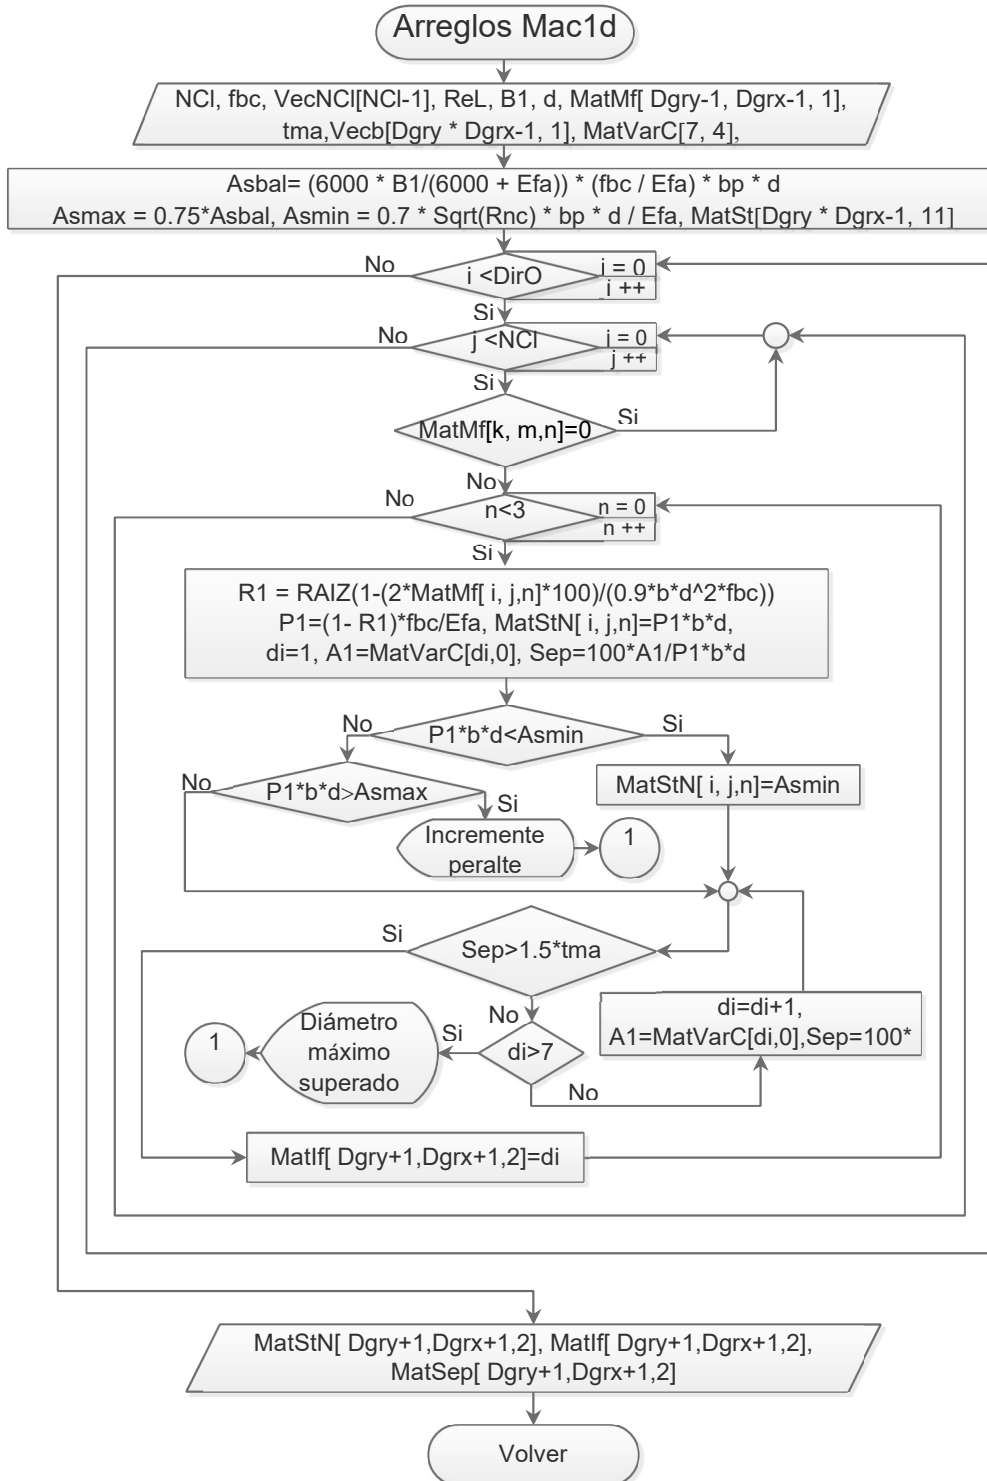 Arreglos Mac1d
NCl, fbc, VecNCl[NCl-1], ReL, B1, d, MatMf[ Dgry-1, Dgrx-1, 1],
tma,Vecb[Dgry * Dgrx-1, 1], MatVarC[7, 4],
Asbal= (6000 * B1/(6000 + Efa)) * (fbc / Efa) * bp * d
Asmax = 0.75*Asbal, Asmin = 0.7 * Sqrt(Rnc) * bp * d / Efa, MatSt[Dgry * Dgrx-1, 11]
No
i <DirO
i = 0
i ++
Si
No
j <NCl
i = 0
j ++
Si
MatMf[k, m,n]=0
Si
No
No
n<3
n = 0
n ++
Si
R1 = RAIZ(1-(2*MatMf[ i, j,n]*100)/(0.9*b*d^2*fbc))
P1=(1- R1)*fbc/Efa, MatStN[ i, j,n]=P1*b*d,
di=1, A1=MatVarC[di,0], Sep=100*A1/P1*b*d
No
P1*b*d<Asmin
Si
No
P1*b*d>Asmax
Si
MatStN[ i, j,n]=Asmin
Incremente
peralte
1
Si
Sep>1.5*tma
No
di=di+1,
A1=MatVarC[di,0],Sep=100*
1
Diámetro
máximo
superado
Si
di>7
No
MatIf[ Dgry+1,Dgrx+1,2]=di
MatStN[ Dgry+1,Dgrx+1,2], MatIf[ Dgry+1,Dgrx+1,2],
MatSep[ Dgry+1,Dgrx+1,2]
Volver